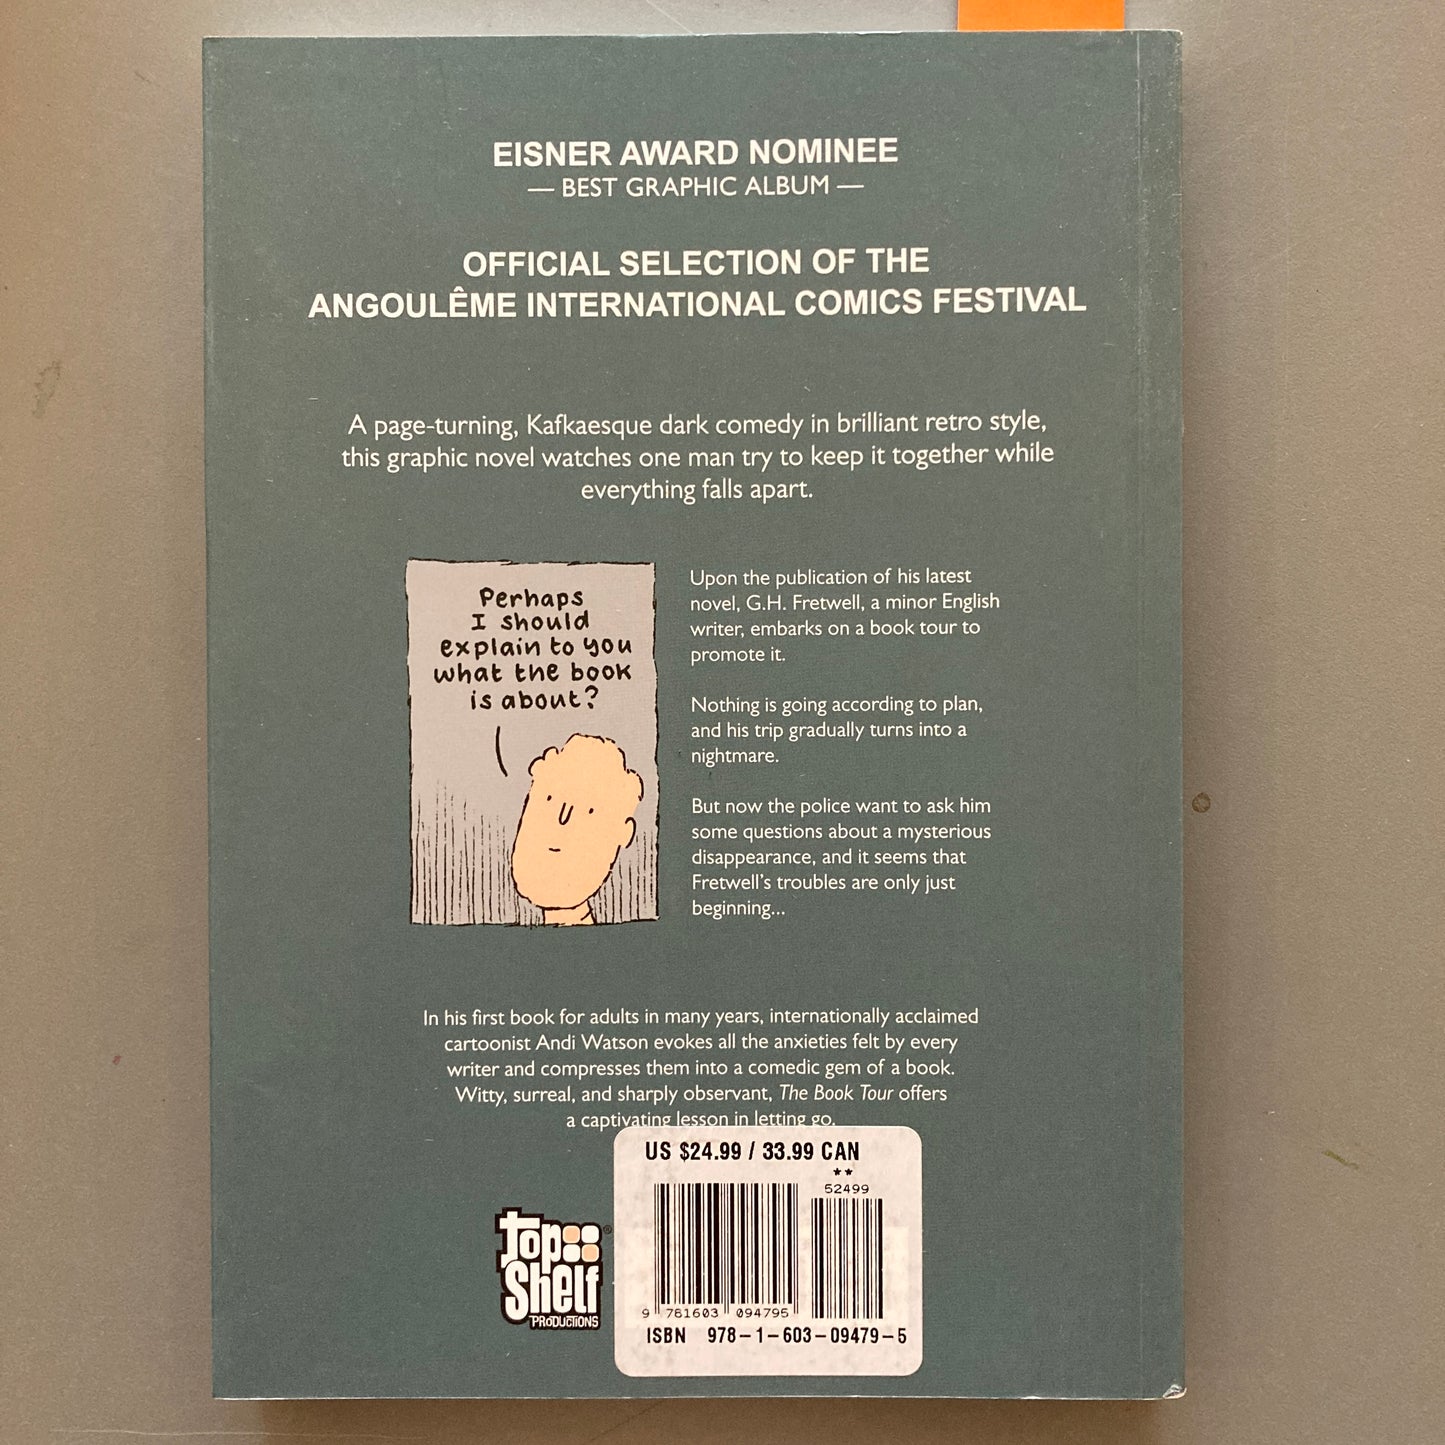 EISNER AWARD NOMINEE
— BEST GRAPHIC ALBUM —
OFFICIAL SELECTION OF THE
ANGOULÊME INTERNATIONAL COMICS FESTIVAL
A page-turning, Kafkaesque dark comedy in brilliant retro style,
this graphic novel watches one man try to keep it together while
everything falls apart.
Perhaps
I should
explain to you
what the book
is about?
Upon the publication of his latest
novel, G.H. Fretwell, a minor English
writer, embarks on a book tour to
promote it.
Nothing is going according to plan,
and his trip gradually turns into a
nightmare.
But now the police want to ask him
some questions about a mysterious
disappearance, and it seems that
Fretwell's troubles are only just
beginning...
In his first book for adults in many years, internationally acclaimed
cartoonist Andi Watson evokes all the anxieties felt by every
writer and compresses them into a comedic gem of a book.
Witty, surreal, and sharply observant, The Book Tour offers
a captivating lesson in letting go.
Top
Shelf
PRODUCTIONS
®
US $24.99 / 33.99 CAN
**
52499
9 781603 094795
ISBN 978-1-603-09479-5